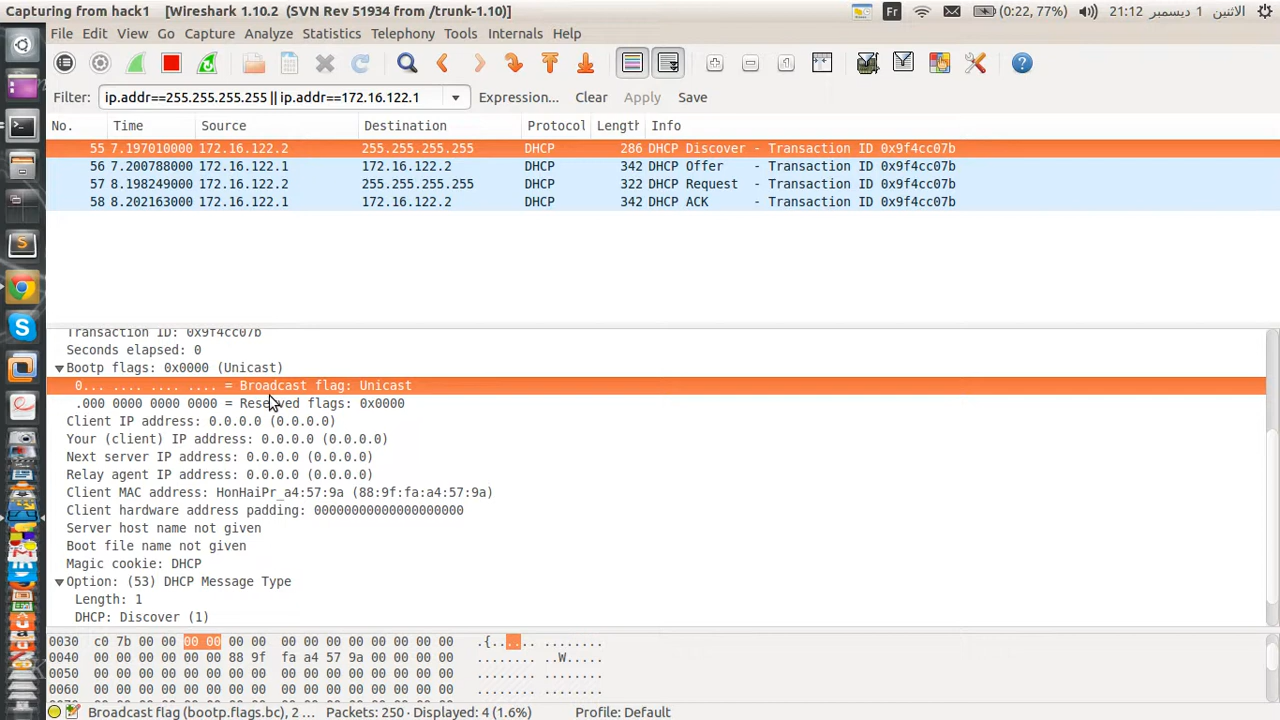 Capturing from hack1 [Wireshark 1.10.2 (SVN Rev 51934 from /trunk-1.10)]
Fr (0:22, 77%) 21:12 الاثنين 1 ديسمبر
File Edit View Go Capture Analyze Statistics Telephony Tools Internals Help
Filter: ip.addr==255.255.255.255 || ip.addr==172.16.122.1 Expression... Clear Apply Save
No. Time Source Destination Protocol Length Info
55 7.197010000 172.16.122.2 255.255.255.255 DHCP 286 DHCP Discover - Transaction ID 0x9f4cc07b
56 7.200788000 172.16.122.1 172.16.122.2 DHCP 342 DHCP Offer - Transaction ID 0x9f4cc07b
57 8.198249000 172.16.122.2 255.255.255.255 DHCP 322 DHCP Request - Transaction ID 0x9f4cc07b
58 8.202163000 172.16.122.1 172.16.122.2 DHCP 342 DHCP ACK - Transaction ID 0x9f4cc07b
Transaction ID: 0x9f4cc07b
Seconds elapsed: 0
Bootp flags: 0x0000 (Unicast)
0... .... .... .... = Broadcast flag: Unicast
.000 0000 0000 0000 = Reserved flags: 0x0000
Client IP address: 0.0.0.0 (0.0.0.0)
Your (client) IP address: 0.0.0.0 (0.0.0.0)
Next server IP address: 0.0.0.0 (0.0.0.0)
Relay agent IP address: 0.0.0.0 (0.0.0.0)
Client MAC address: HonHaiPr_a4:57:9a (88:9f:fa:a4:57:9a)
Client hardware address padding: 00000000000000000000
Server host name not given
Boot file name not given
Magic cookie: DHCP
Option: (53) DHCP Message Type
Length: 1
DHCP: Discover (1)
0030 c0 7b 00 00 00 00 00 00 00 00 00 00 00 00 00 00 .{...... ........
0040 00 00 00 00 00 00 88 9f fa a4 57 9a 00 00 00 00 ........ ..W.....
0050 00 00 00 00 00 00 00 00 00 00 00 00 00 00 00 00 ........ ........
0060 00 00 00 00 00 00 00 00 00 00 00 00 00 00 00 00 ........ ........
Broadcast flag (bootp.flags.bc), 2 ... Packets: 250 · Displayed: 4 (1.6%) Profile: Default